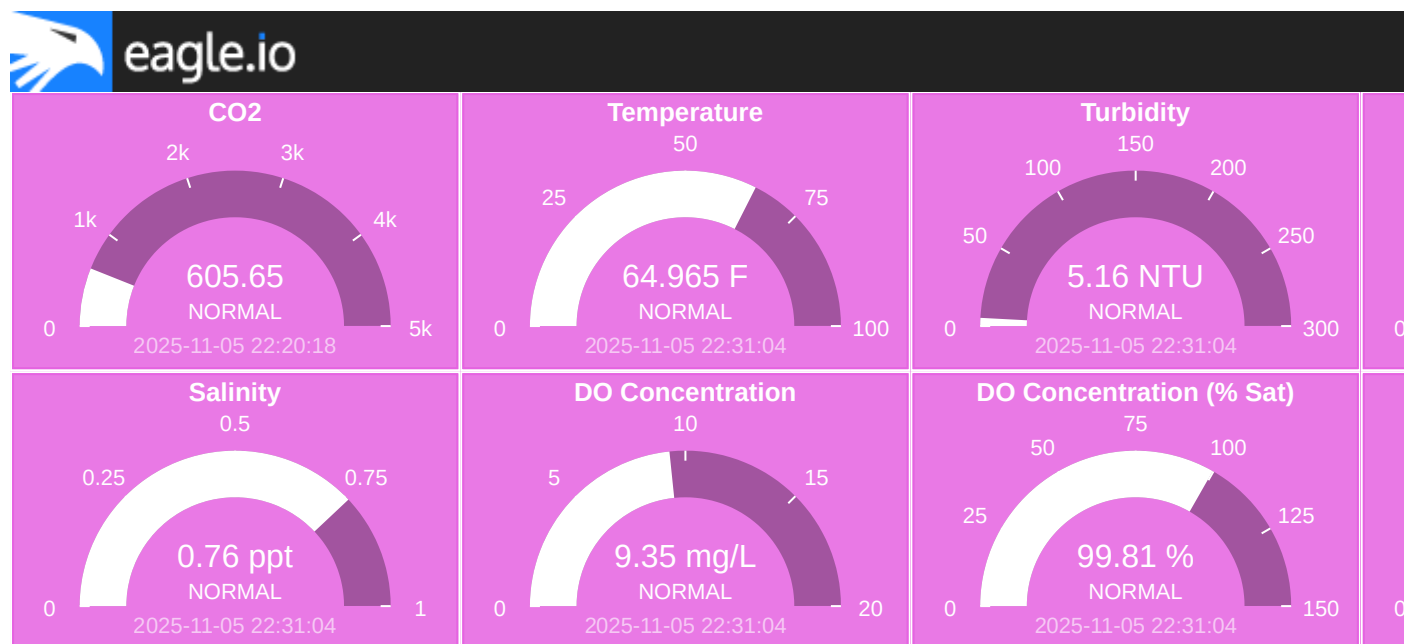 eagle.io
CO2
2k
3k
1k
4k
605.65
NORMAL
0
5k
2025-11-05 22:20:18
Temperature
50
25
75
64.965 F
NORMAL
0
100
2025-11-05 22:31:04
Turbidity
150
100
200
50
250
5.16 NTU
NORMAL
0
300
2025-11-05 22:31:04
0
Salinity
0.5
0.25
0.75
0.76 ppt
NORMAL
0
1
2025-11-05 22:31:04
DO Concentration
10
5
15
9.35 mg/L
NORMAL
0
20
2025-11-05 22:31:04
DO Concentration (% Sat)
75
50
100
25
125
99.81 %
NORMAL
0
150
2025-11-05 22:31:04
0